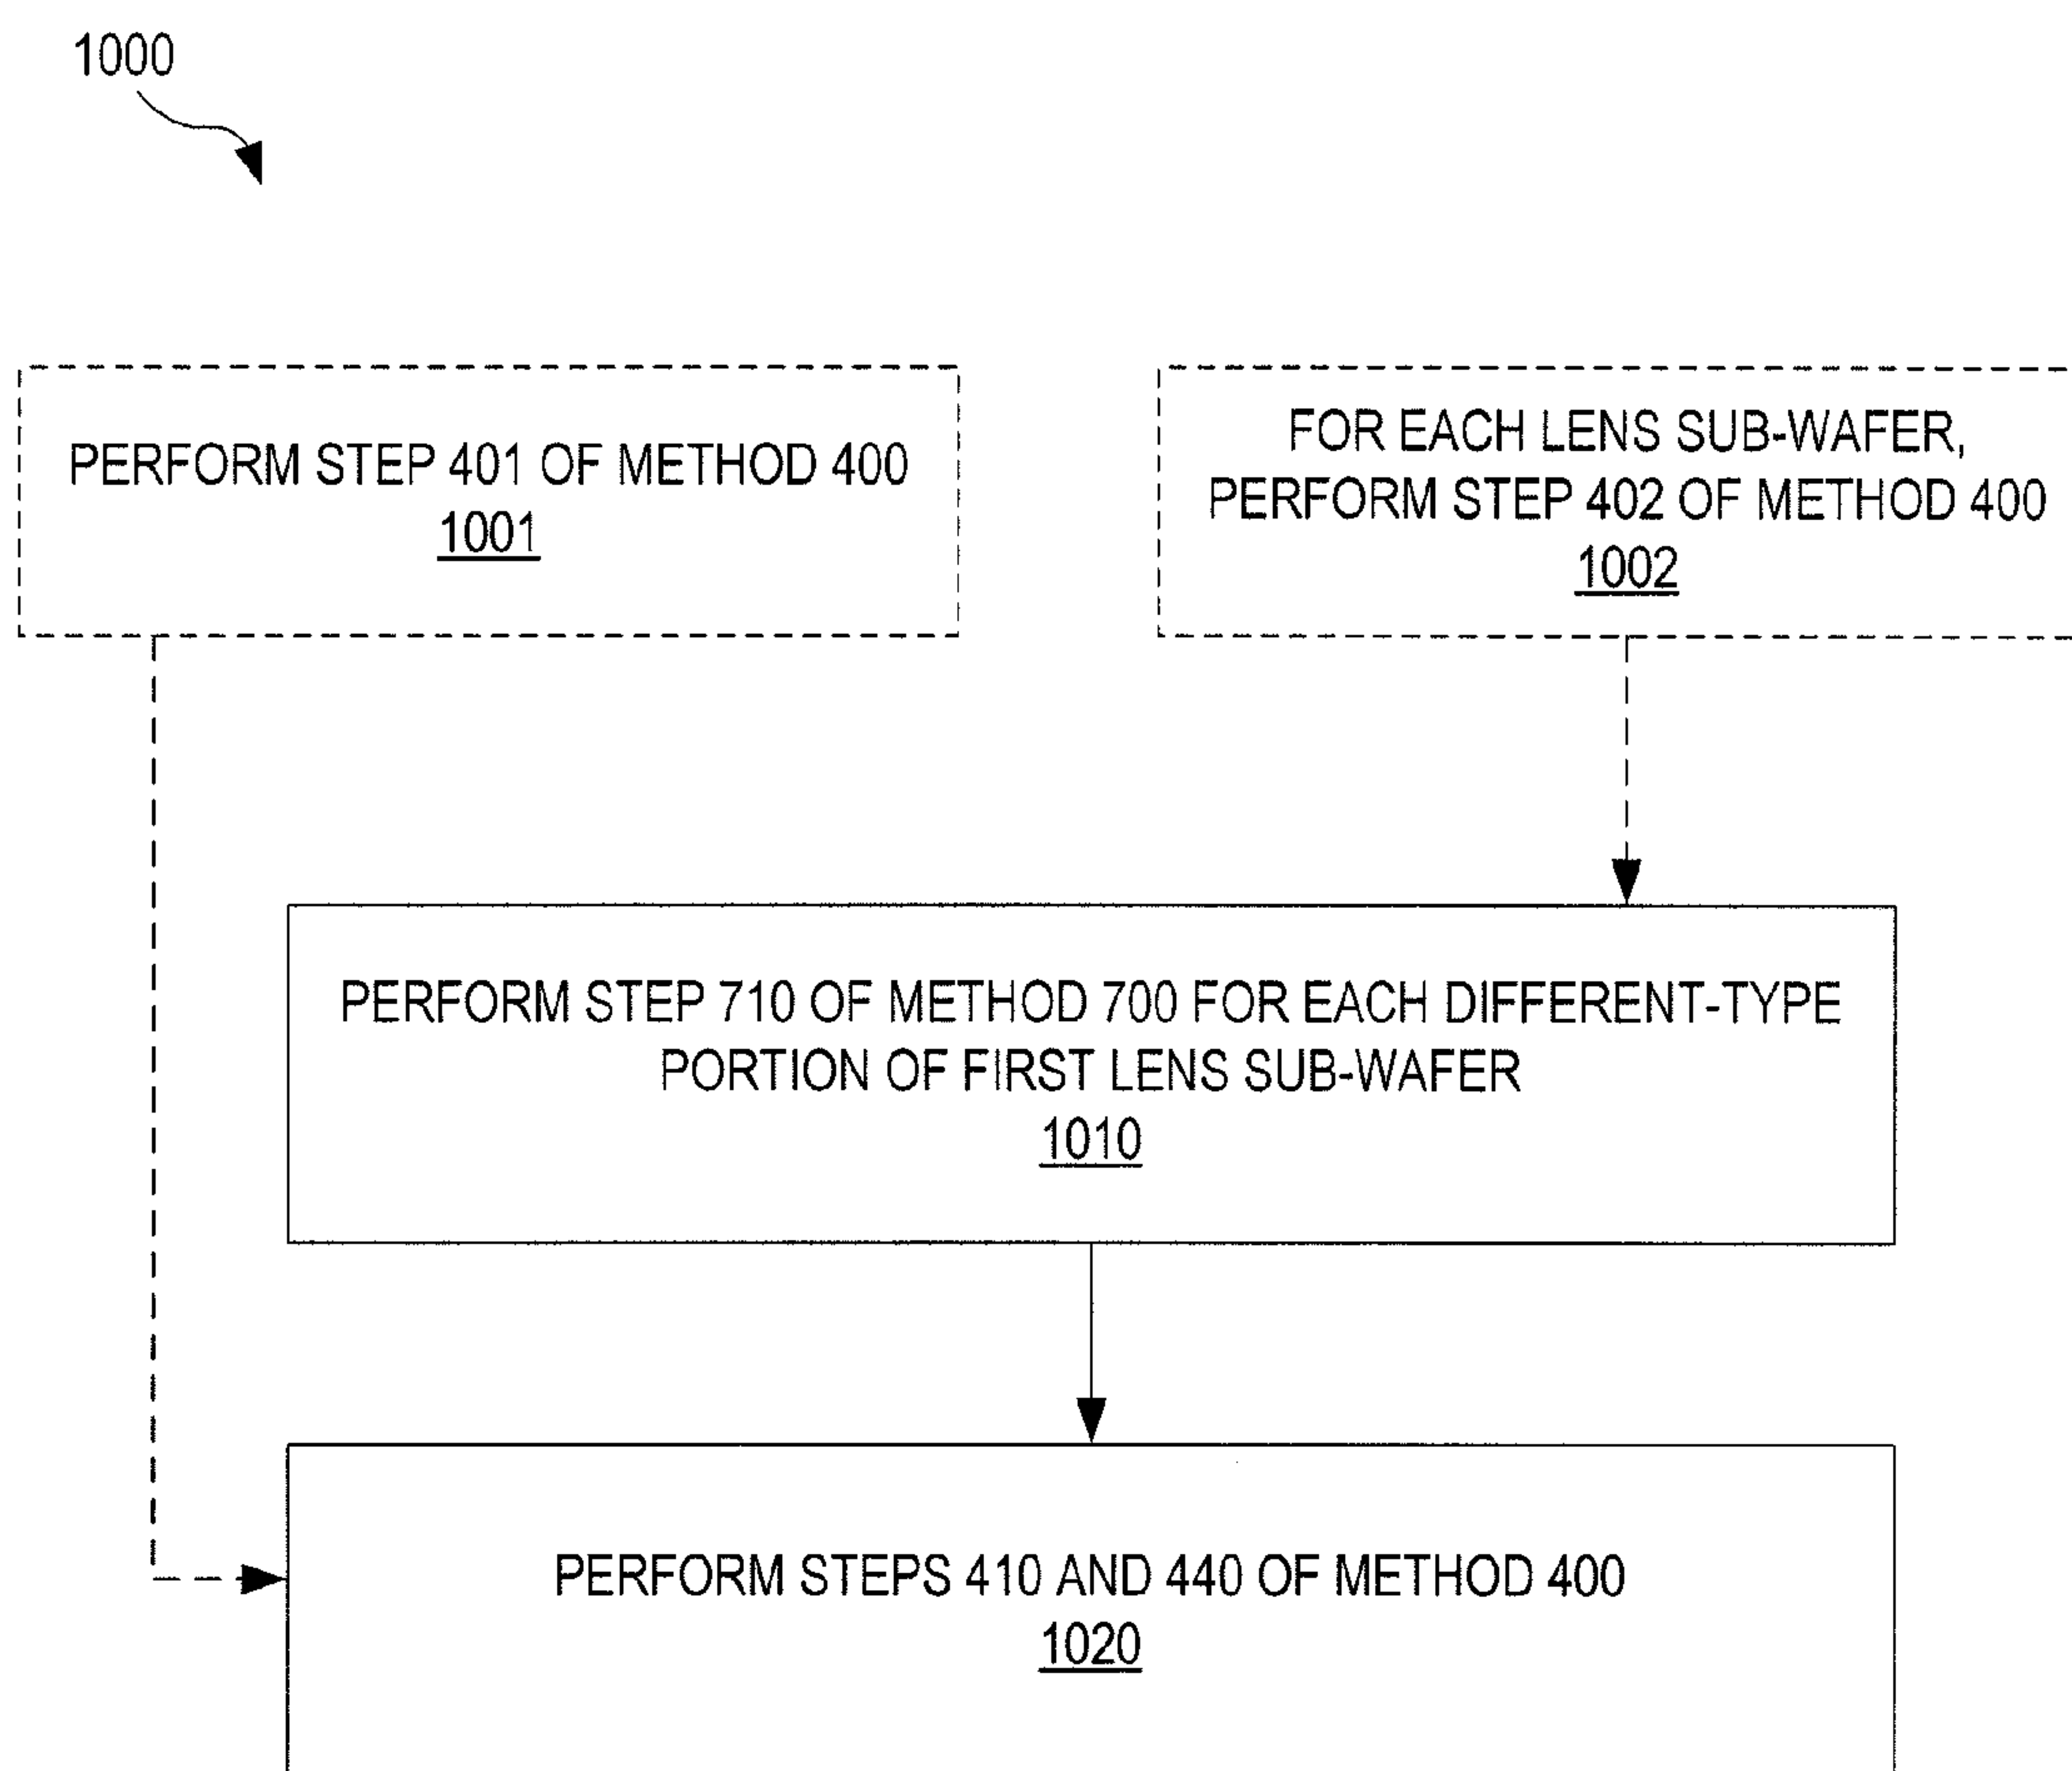 1000
PERFORM STEP 401 OF METHOD 400
1001
FOR EACH LENS SUB-WAFER,
PERFORM STEP 402 OF METHOD 400
1002
PERFORM STEP 710 OF METHOD 700 FOR EACH DIFFERENT-TYPE
PORTION OF FIRST LENS SUB-WAFER
1010
PERFORM STEPS 410 AND 440 OF METHOD 400
1020